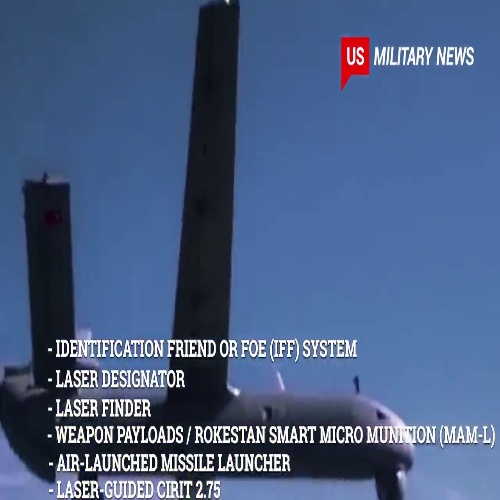 US MILITARY NEWS
- IDENTIFICATION FRIEND OR FOE (IFF) SYSTEM
- LASER DESIGNATOR
- LASER FINDER
- WEAPON PAYLOADS / ROKESTAN SMART MICRO MUNITION (MAM-L)
- AIR-LAUNCHED MISSILE LAUNCHER
- LASER-GUIDED CIRIT 2.75